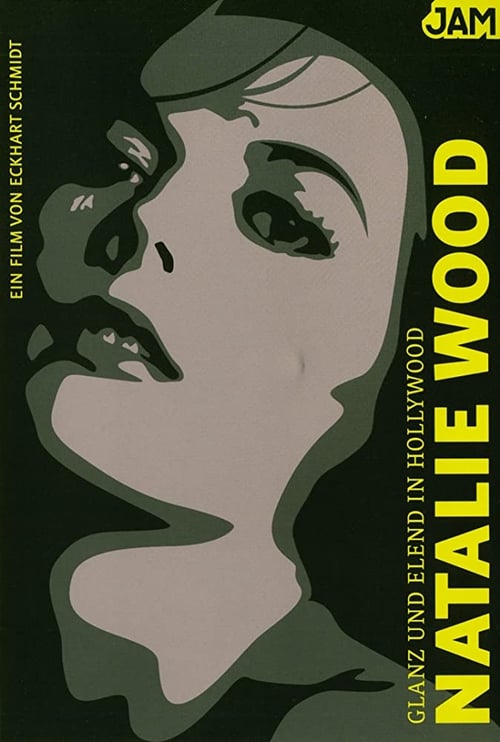 JAM
EIN FILM VON ECKHART SCHMIDT
GLANZ UND ELEND IN HOLLYWOOD
NATALIE WOOD